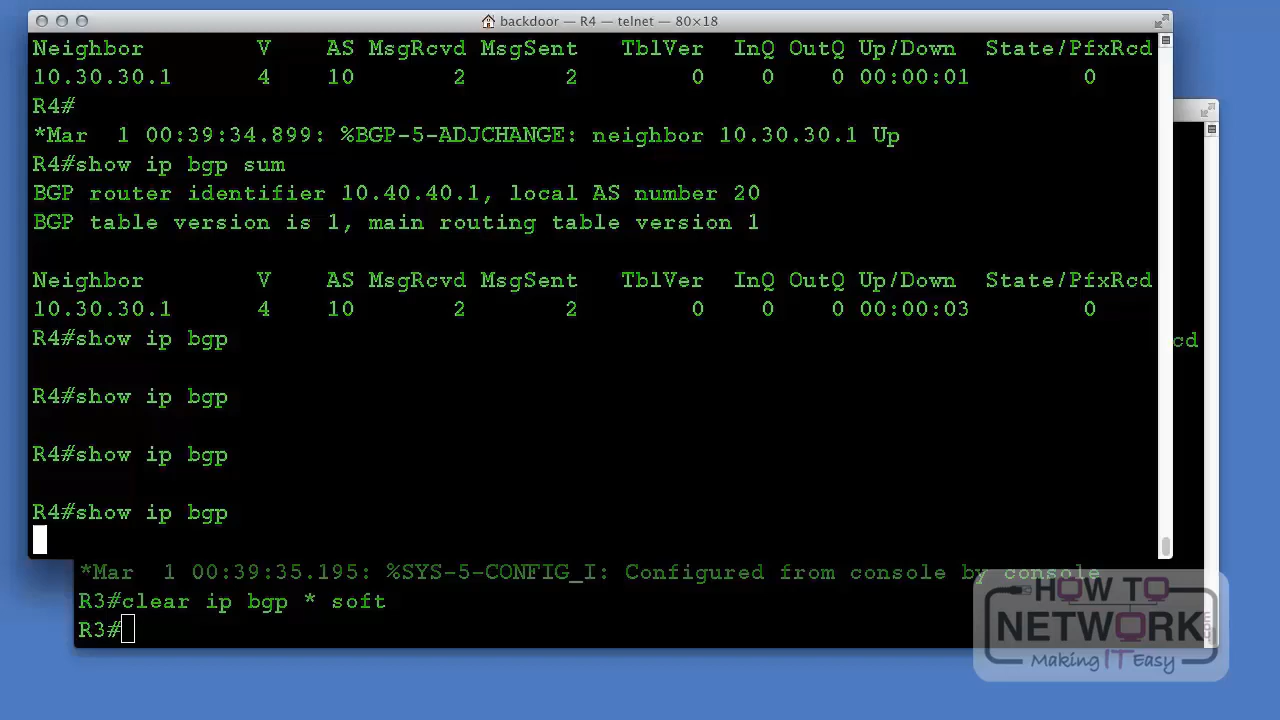 backdoor — R4 — telnet — 80×18
Neighbor V AS MsgRcvd MsgSent TblVer InQ OutQ Up/Down State/PfxRcd
10.30.30.1 4 10 2 2 0 0 0 00:00:01 0
R4#
*Mar 1 00:39:34.899: %BGP-5-ADJCHANGE: neighbor 10.30.30.1 Up
R4#show ip bgp sum
BGP router identifier 10.40.40.1, local AS number 20
BGP table version is 1, main routing table version 1
Neighbor V AS MsgRcvd MsgSent TblVer InQ OutQ Up/Down State/PfxRcd
10.30.30.1 4 10 2 2 0 0 0 00:00:03 0
R4#show ip bgp
cd
R4#show ip bgp
R4#show ip bgp
R4#show ip bgp
*Mar 1 00:39:35.195: %SYS-5-CONFIG_I: Configured from console by console
R3#clear ip bgp * soft
R3#
HOW TO
NETWORK
.com
Making IT Easy